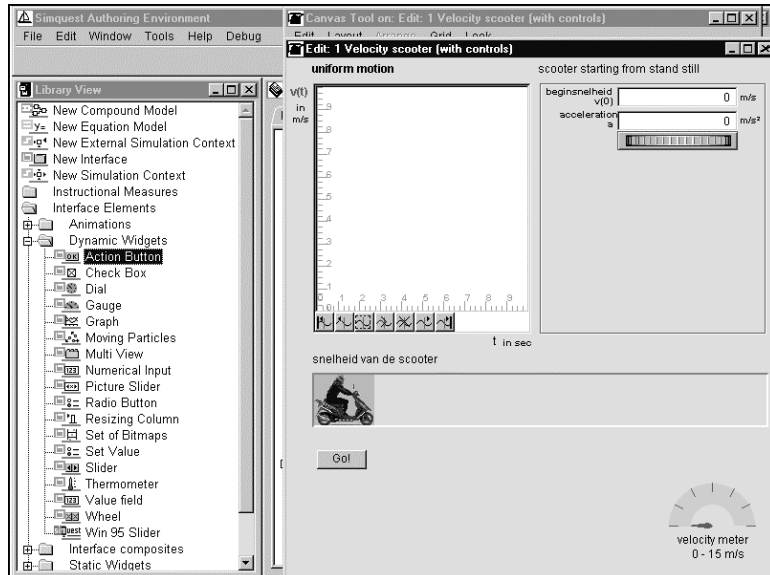 Simquest Authoring Environment
File Edit Window Tools Help Debug
Canvas Tool on: Edit: 1 Velocity scooter (with controls)
Edit Layout Arrange Grid Look
Edit: 1 Velocity scooter (with controls)
Library View
New Compound Model
New Equation Model
New External Simulation Context
New Interface
New Simulation Context
Instructional Measures
Interface Elements
Animations
Dynamic Widgets
Action Button
Check Box
Dial
Gauge
Graph
Moving Particles
Multi View
Numerical Input
Picture Slider
Radio Button
Resizing Column
Set of Bitmaps
Set Value
Slider
Thermometer
Value field
Wheel
Win 95 Slider
Interface composites
Static Widgets
uniform motion
v(t)
in
m/s
.9
.8
.7
.6
.5
.4
.3
.2
.1
0 1 2 3 4 5 6 7 8 9
t in sec
scooter starting from stand still
beginsnelheid
v(0) 0 m/s
acceleration
a 0 m/s²
snelheid van de scooter
Go!
velocity meter
0 - 15 m/s